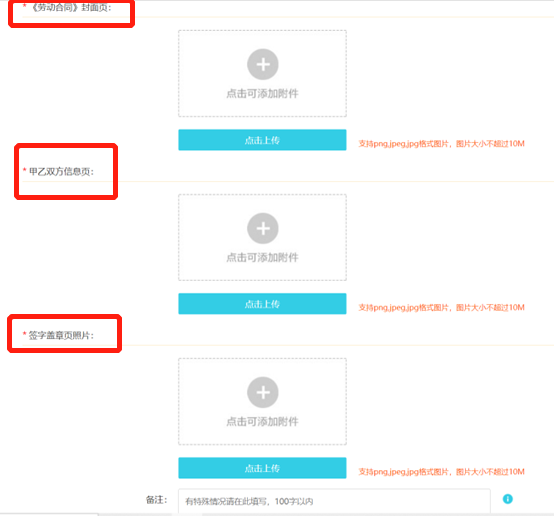 * 《劳动合同》封面页:
点击可添加附件
点击上传
支持png,jpeg,jpg格式图片，图片大小不超过10M
* 甲乙双方信息页:
点击可添加附件
点击上传
支持png,jpeg,jpg格式图片，图片大小不超过10M
* 签字盖章页照片:
点击可添加附件
点击上传
支持png,jpeg,jpg格式图片，图片大小不超过10M
备注: 有特殊情况请在此填写，100字以内